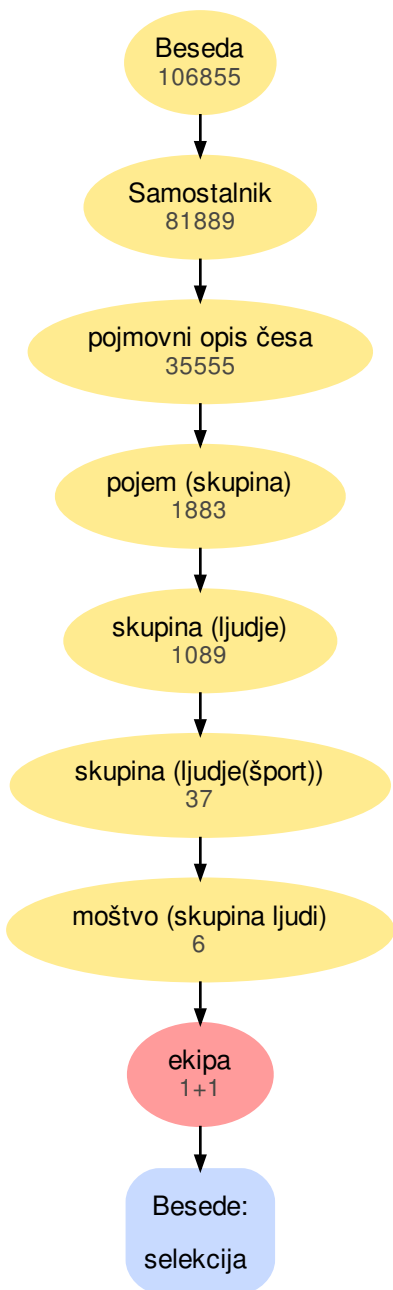 Beseda
106855
Samostalnik
81889
pojmovni opis česa
35555
pojem (skupina)
1883
skupina (ljudje)
1089
skupina (ljudje(šport))
37
moštvo (skupina ljudi)
6
ekipa
1+1
Besede:
selekcija